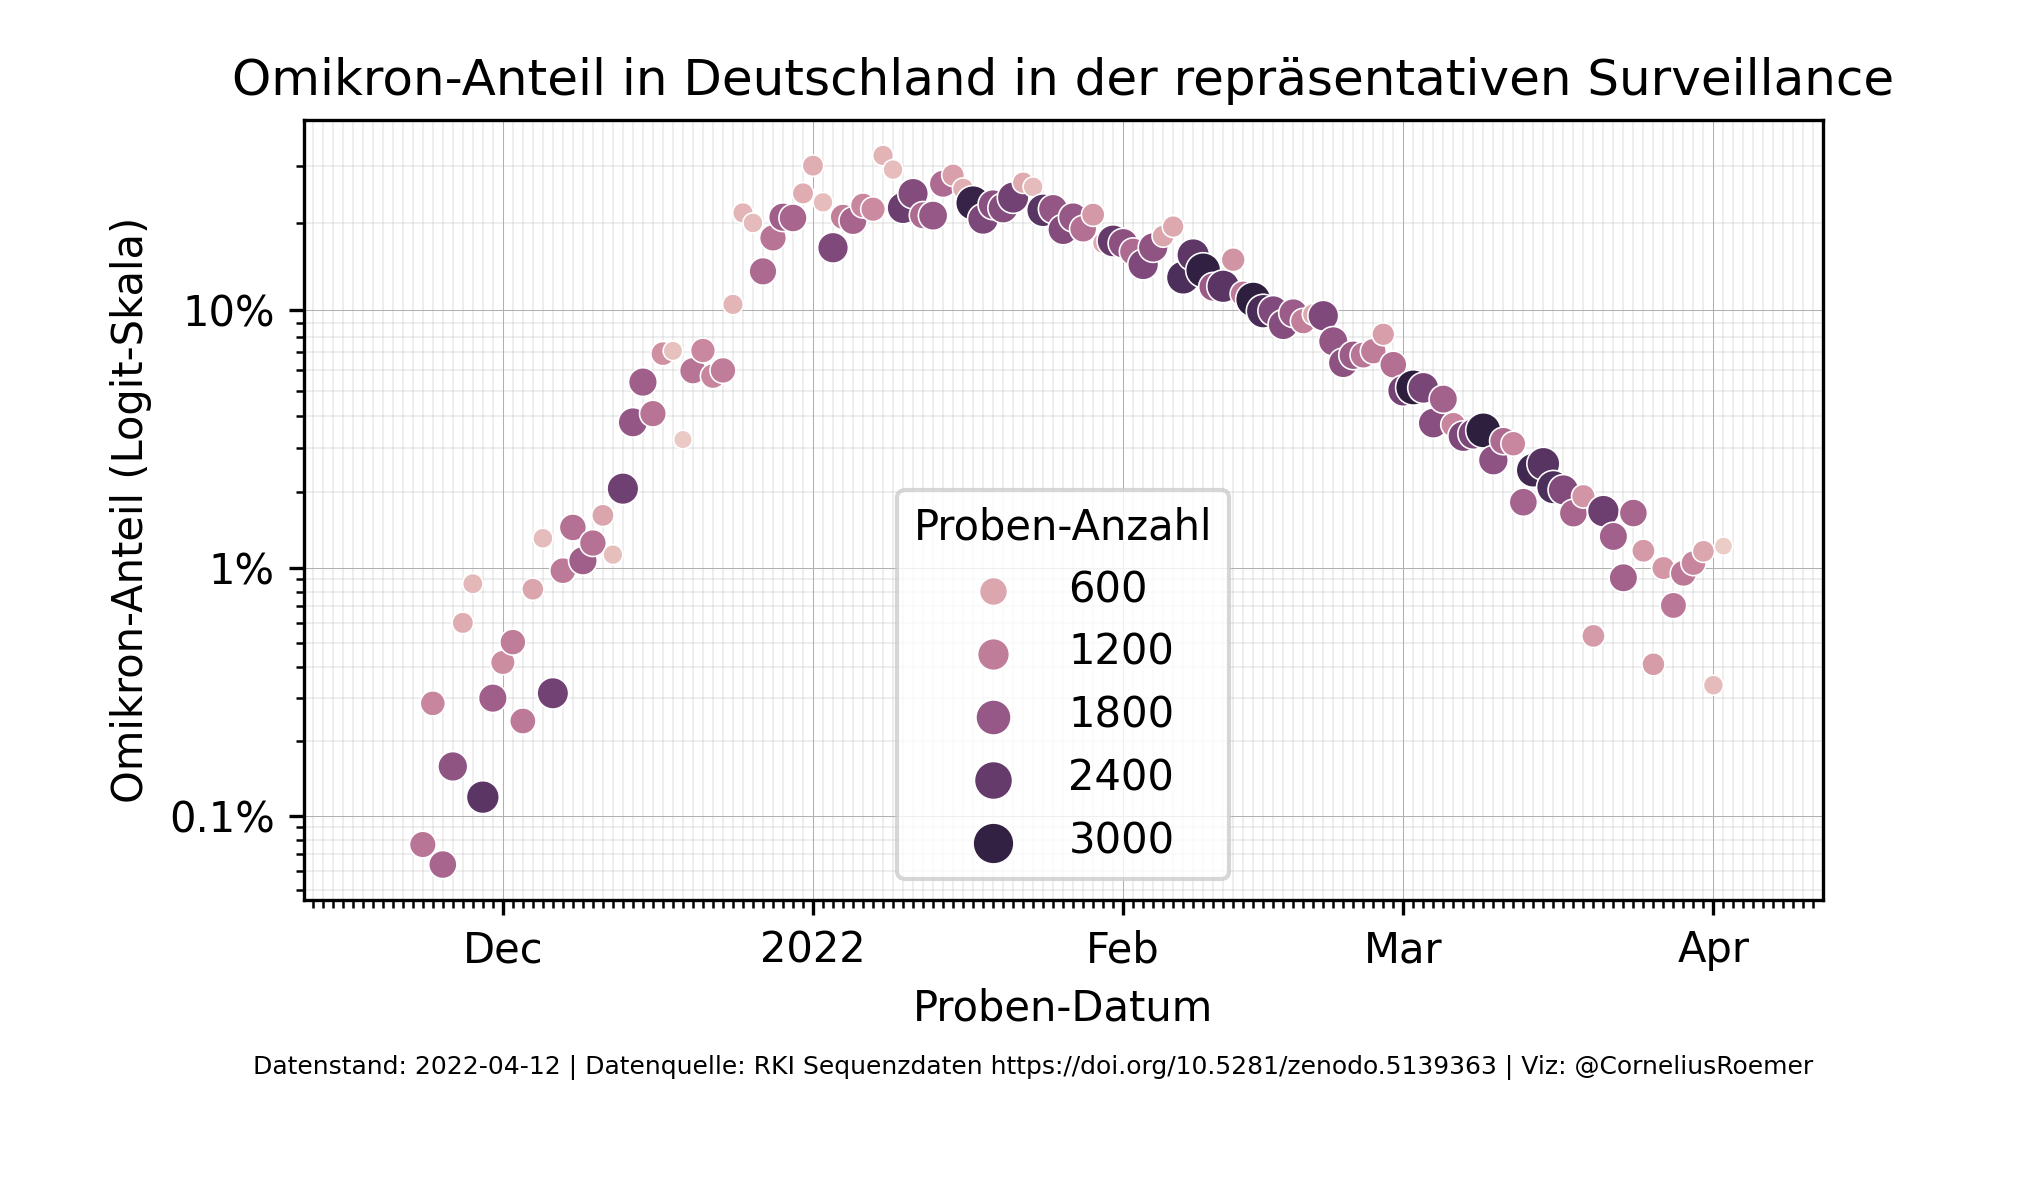 Omikron-Anteil in Deutschland in der repräsentativen Surveillance
Omikron-Anteil (Logit-Skala)
10%
1%
0.1%
Proben-Anzahl
600
1200
1800
2400
3000
Dec 2022 Feb Mar Apr
Proben-Datum
Datenstand: 2022-04-12 | Datenquelle: RKI Sequenzdaten https://doi.org/10.5281/zenodo.5139363 | Viz: @CorneliusRoemer